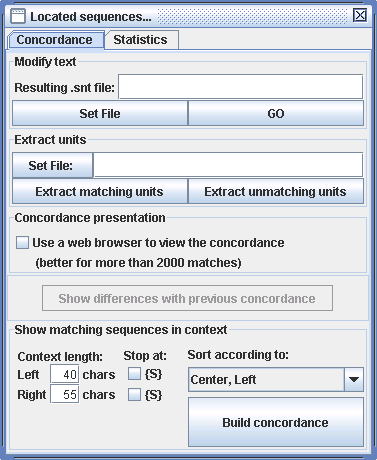 Located sequences...
Concordance Statistics
Modify text
Resulting .snt file:
Set File GO
Extract units
Set File:
Extract matching units Extract unmatching units
Concordance presentation
Use a web browser to view the concordance
(better for more than 2000 matches)
Show differences with previous concordance
Show matching sequences in context
Context length: Stop at: Sort according to:
Left 40 chars {S} Center, Left
Right 55 chars {S}
Build concordance